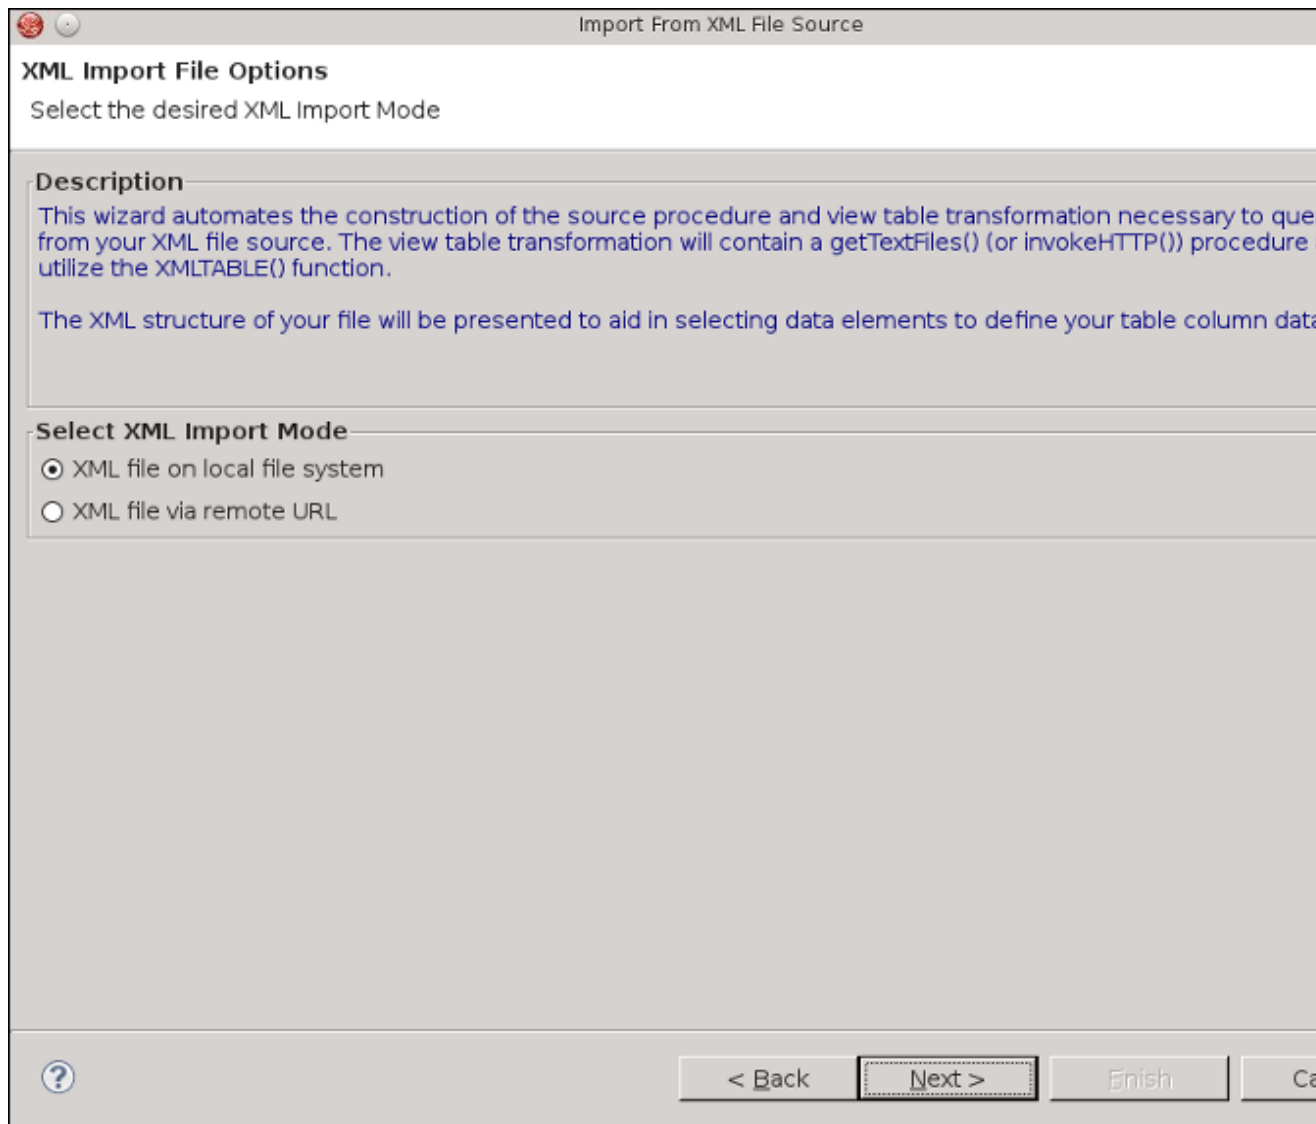 Import From XML File Source
XML Import File Options
Select the desired XML Import Mode
Description
This wizard automates the construction of the source procedure and view table transformation necessary to que
from your XML file source. The view table transformation will contain a getTextFiles() (or invokeHTTP()) procedure
utilize the XMLTABLE() function.
The XML structure of your file will be presented to aid in selecting data elements to define your table column data
Select XML Import Mode
XML file on local file system
XML file via remote URL
?
< Back
Next >
Finish
Ca